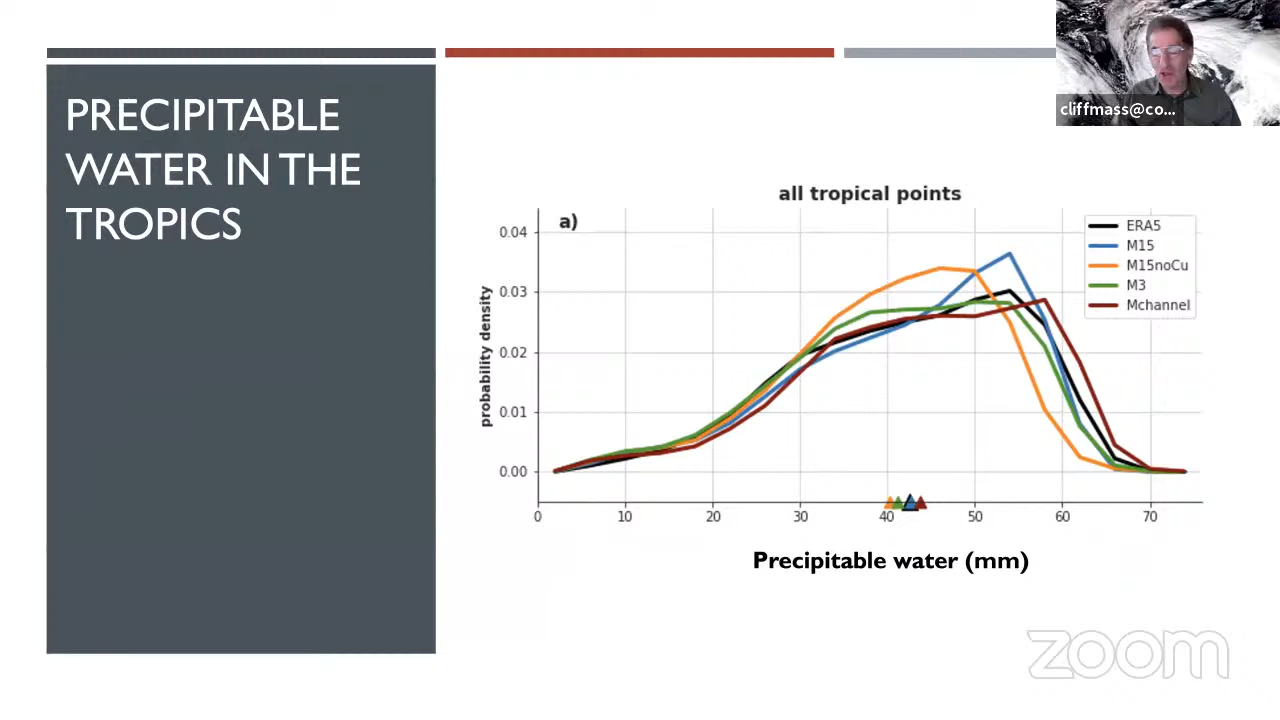 PRECIPITABLE
WATER IN THE
TROPICS
cliffmass@co...
all tropical points
a)
ERA5
M15
M15noCu
M3
Mchannel
probability density
0.04
0.03
0.02
0.01
0.00
0 10 20 30 40 50 60 70
Precipitable water (mm)
zoom